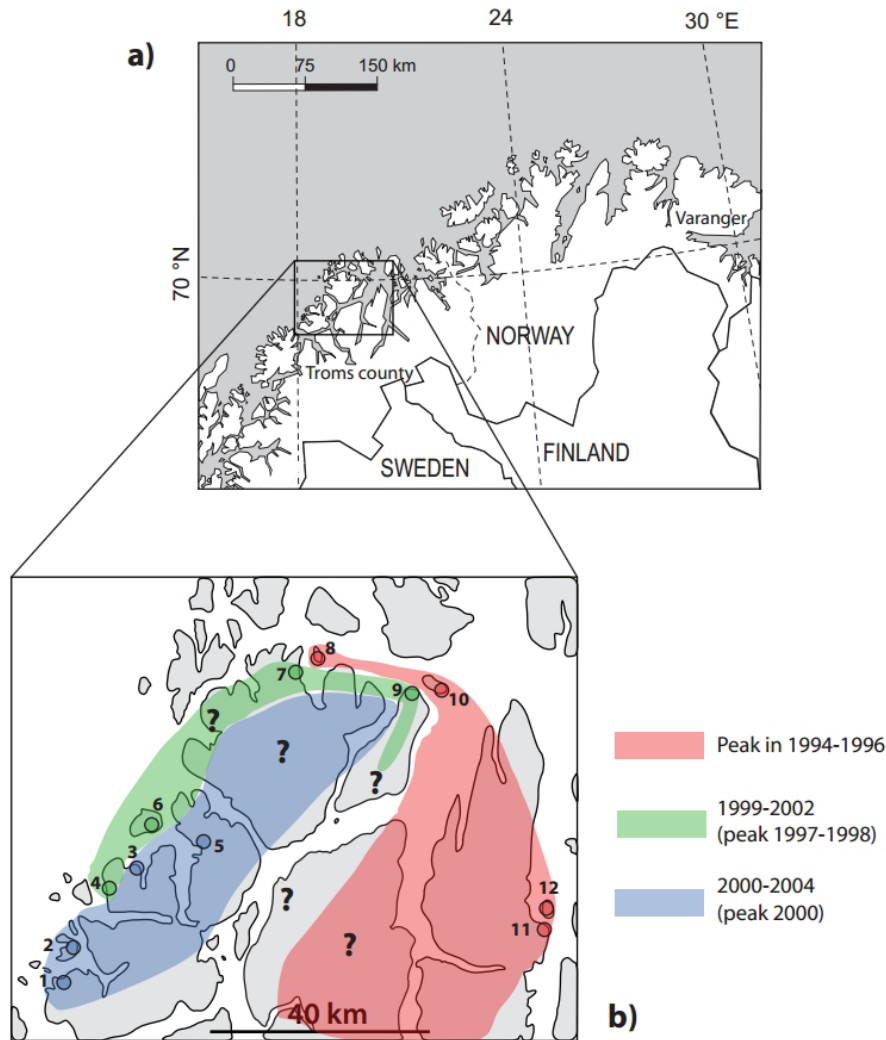 a)
18 24 30 °E
0 75 150 km
70 °N
Varanger
NORWAY
Troms county
FINLAND
SWEDEN
8
7
9
10
?
?
?
6
5
3
4
12
?
11
2
?
1
40 km
b)
Peak in 1994-1996
1999-2002
(peak 1997-1998)
2000-2004
(peak 2000)